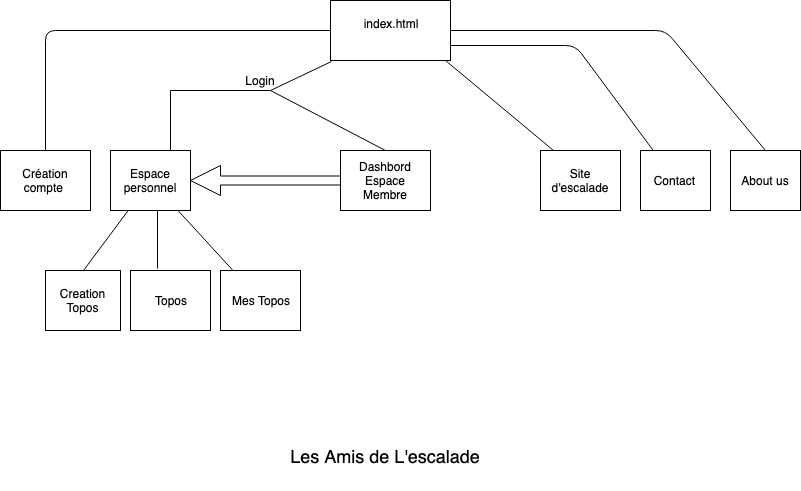 index.html
Login
Création
compte
Espace
personnel
Dashbord
Espace
Membre
Site
d'escalade
Contact
About us
Creation
Topos
Topos
Mes Topos
Les Amis de L'escalade